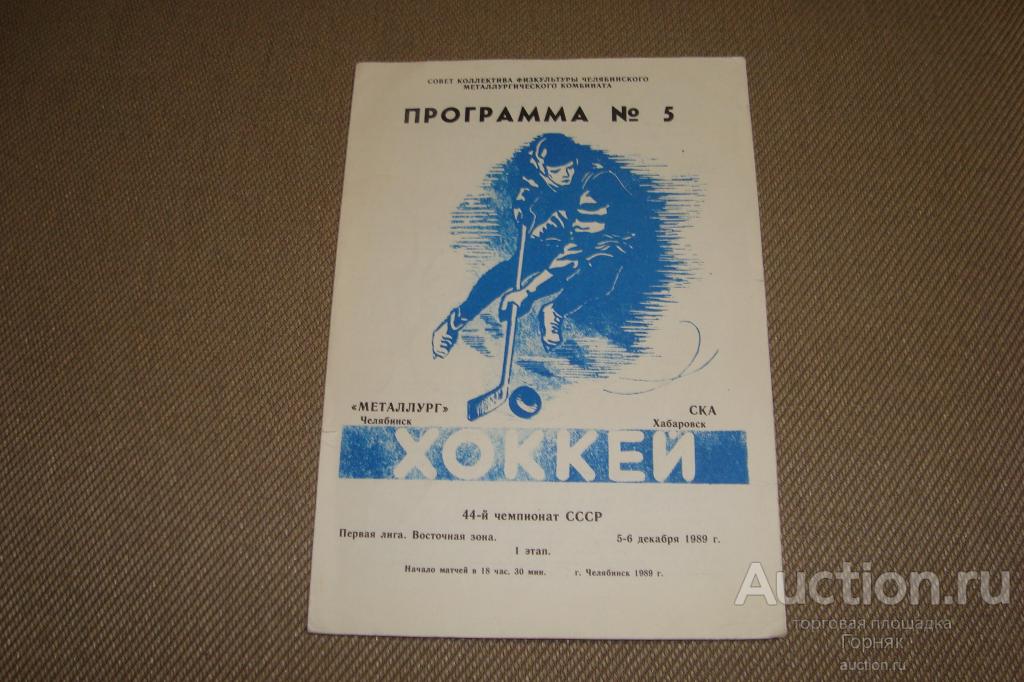 СОВЕТ КОЛЛЕКТИВА ФИЗКУЛЬТУРЫ ЧЕЛЯБИНСКОГО
МЕТАЛЛУРГИЧЕСКОГО КОМБИНАТА
ПРОГРАММА № 5
«МЕТАЛЛУРГ»
Челябинск
СКА
Хабаровск
ХОККЕЙ
44-й чемпионат СССР
Первая лига. Восточная зона. 5-6 декабря 1989 г.
1 этап.
Начало матчей в 18 час. 30 мин. г. Челябинск 1989 г.
Auction.ru
торговая площадка
Горняк
auction.ru